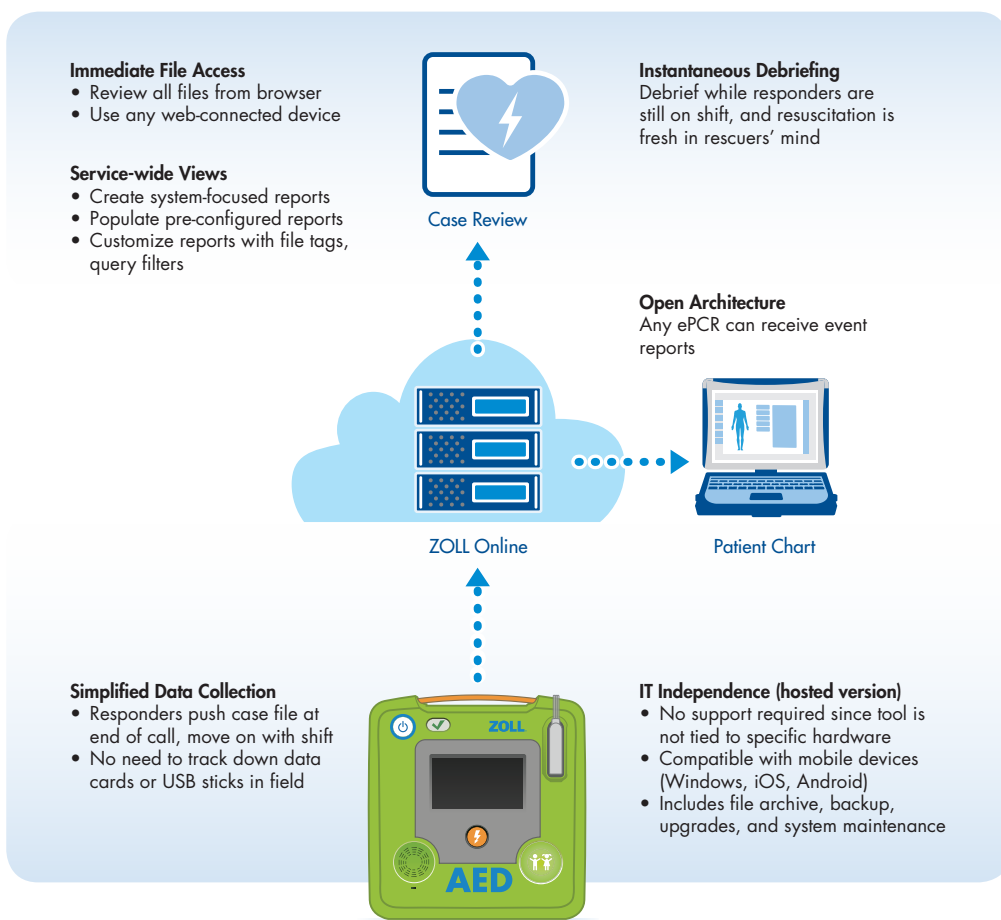 Immediate File Access
• Review all files from browser
• Use any web-connected device
Service-wide Views
• Create system-focused reports
• Populate pre-configured reports
• Customize reports with file tags,
query filters
Case Review
Instantaneous Debriefing
Debrief while responders are
still on shift, and resuscitation is
fresh in rescuers’ mind
Open Architecture
Any ePCR can receive event
reports
ZOLL Online
Patient Chart
Simplified Data Collection
• Responders push case file at
end of call, move on with shift
• No need to track down data
cards or USB sticks in field
ZOLL
AED
IT Independence (hosted version)
• No support required since tool is
not tied to specific hardware
• Compatible with mobile devices
(Windows, iOS, Android)
• Includes file archive, backup,
upgrades, and system maintenance